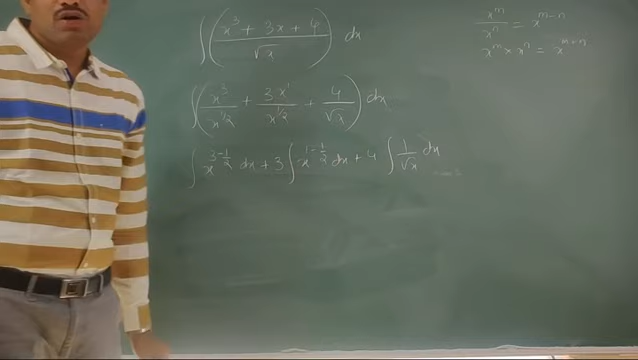 ∫((x³ + 3x + 4)/√x) dx
∫(x³/x^(1/2) + 3x¹/x^(1/2) + 4/√x) dx
∫x^(3-1/2) dx + 3∫x^(1-1/2) dx + 4∫1/√x dx
x^m/x^n = x^(m-n)
x^m × x^n = x^(m+n)